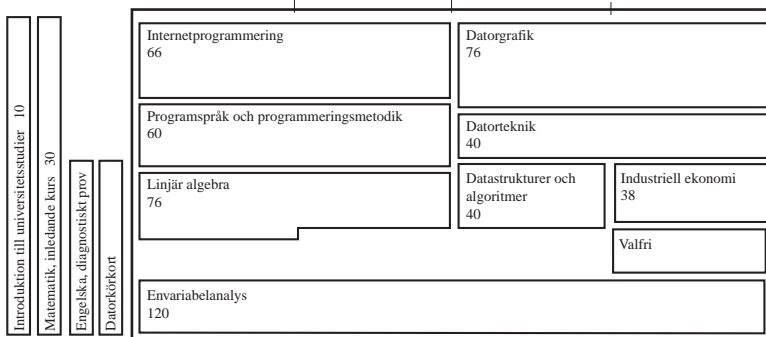 Introduktion till universitetsstudier 10
Matematik, inledande kurs 30
Engelska, diagnostiskt prov
Datorkörkort
Internetprogrammering
66
Programspråk och programmeringsmetodik
60
Linjär algebra
76
Envariabelanalys
120
Datorgrafik
76
Datorteknik
40
Datastrukturer och
algoritmer
40
Industriell ekonomi
38
Valfri